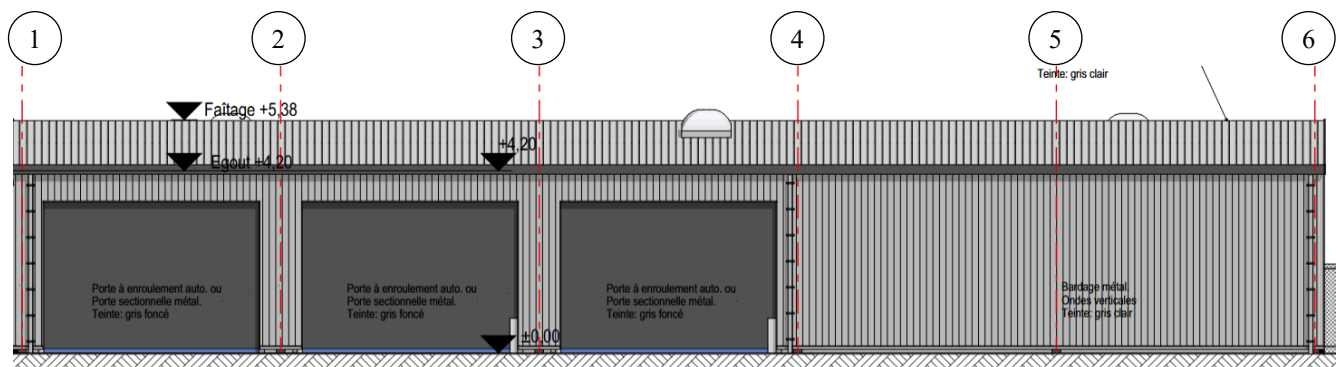 1
2
3
4
5
6
Teinte: gris clair
Faîtage +5,38
+4,20
Egout +4,20
Porte à enroulement auto. ou
Porte sectionnelle métal.
Teinte: gris foncé
Porte à enroulement auto. ou
Porte sectionnelle métal.
Teinte: gris foncé
Porte à enroulement auto. ou
Porte sectionnelle métal.
Teinte: gris foncé
Bardage métal.
Ondes verticales
Teinte: gris clair
±0.00